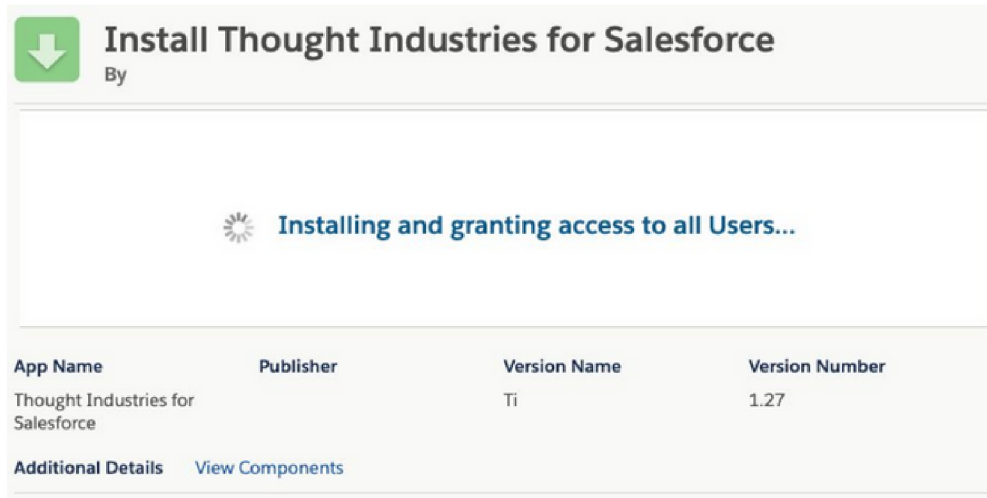 Install Thought Industries for Salesforce
By
Installing and granting access to all Users...
App Name
Publisher
Version Name
Version Number
Thought Industries for
Salesforce
Ti
1.27
Additional Details
View Components